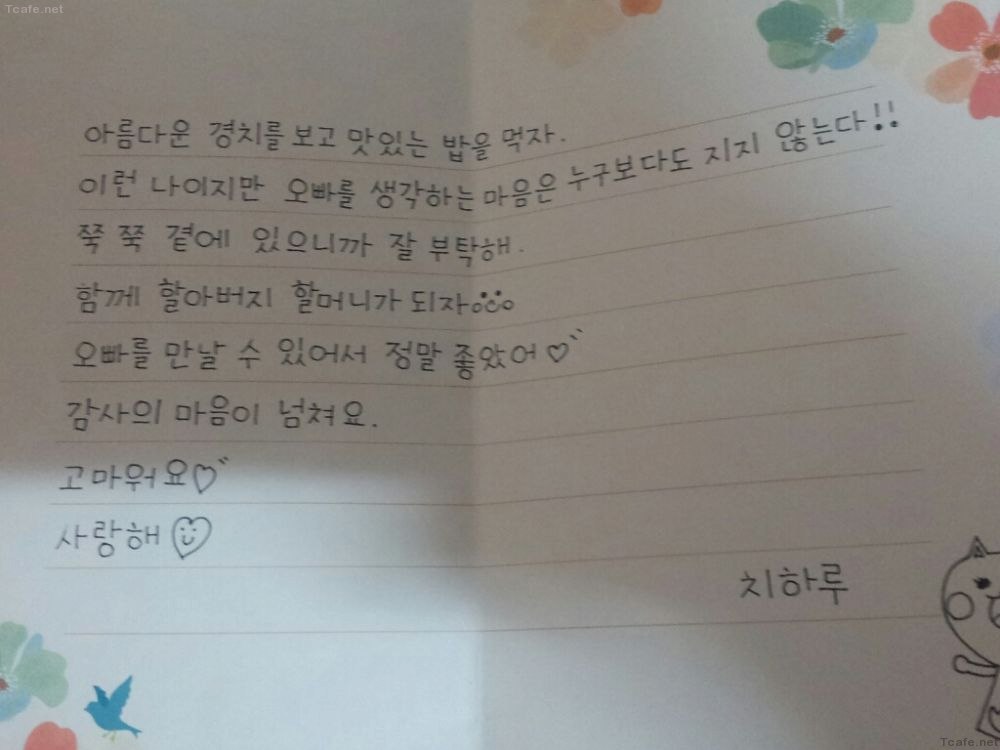 Tcafe.net
아름다운 경치를 보고 맛있는 밥을 먹자.
이런 나이지만 오빠를 생각하는 마음은 누구보다도 지지 않는다!!
쭉 쭉 곁에 있으니까 잘 부탁해.
함께 할아버지 할머니가 되자
오빠를 만날 수 있어서 정말 좋았어♡
감사의 마음이 넘쳐요.
고마워요♡
사랑해
치하루
Tcafe.net